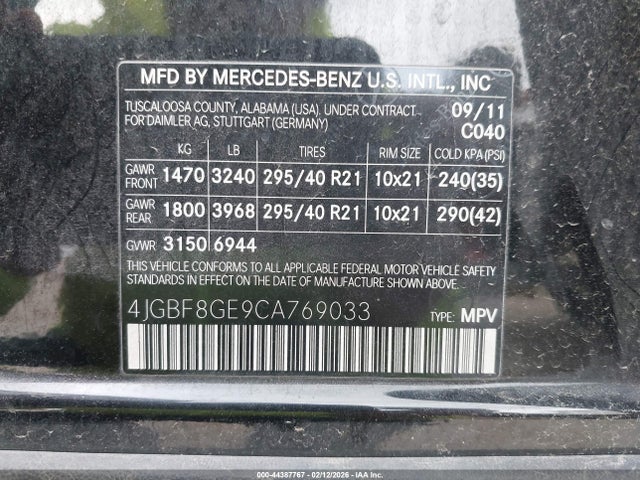 MFD BY MERCEDES-BENZ U.S. INTL., INC
TUSCALOOSA COUNTY, ALABAMA (USA). UNDER CONTRACT 09/11
FOR DAIMLER AG, STUTTGART (GERMANY) C040
KG LB TIRES RIM SIZE COLD KPA(PSI)
GAWR FRONT 1470 3240 295/40 R21 10x21 240(35)
GAWR REAR 1800 3968 295/40 R21 10x21 290(42)
GVWR 3150 6944
THIS VEHICLE CONFORMS TO ALL APPLICABLE FEDERAL MOTOR VEHICLE SAFETY
AND THEFT PREVENTION STANDARDS IN EFFECT ON THE DATE OF MANUFACTURE SHOWN ABOVE.
4JGBF8GE9CA769033 TYPE: MPV
000-44387767 - 02/12/2026 - IAA Inc.